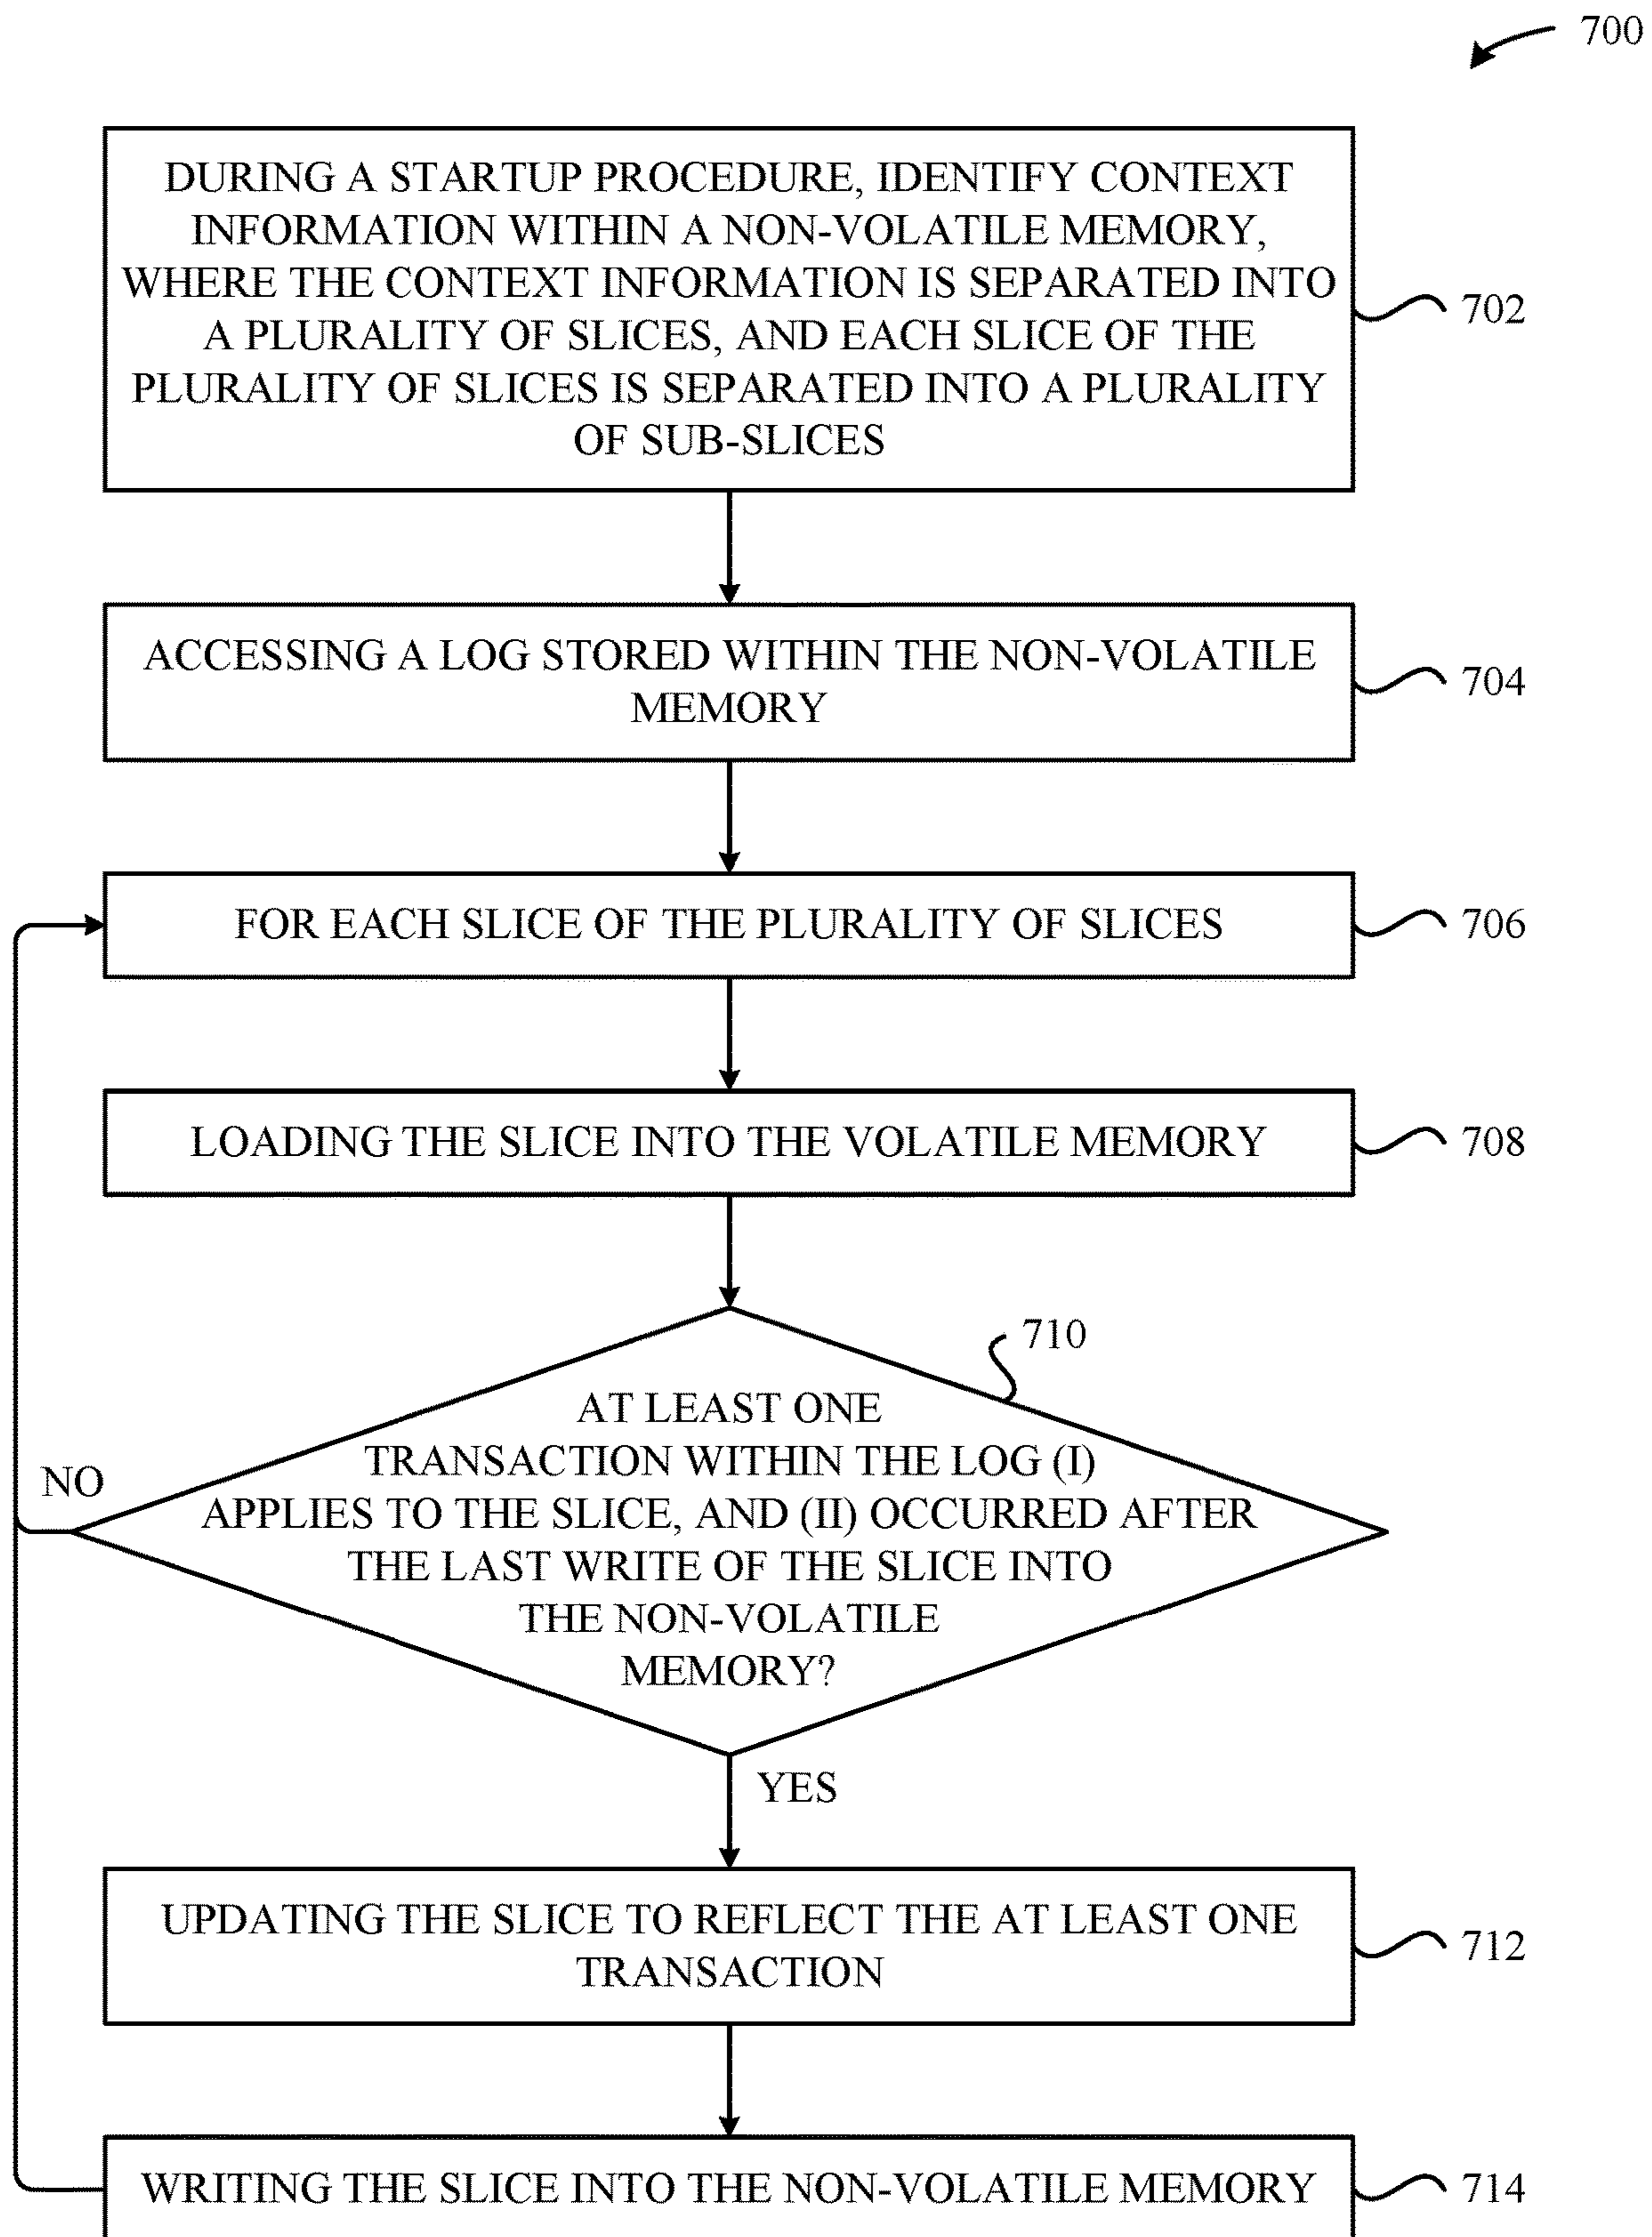 700
DURING A STARTUP PROCEDURE, IDENTIFY CONTEXT
INFORMATION WITHIN A NON-VOLATILE MEMORY,
WHERE THE CONTEXT INFORMATION IS SEPARATED INTO
A PLURALITY OF SLICES, AND EACH SLICE OF THE
PLURALITY OF SLICES IS SEPARATED INTO A PLURALITY
OF SUB-SLICES
702
ACCESSING A LOG STORED WITHIN THE NON-VOLATILE
MEMORY
704
FOR EACH SLICE OF THE PLURALITY OF SLICES
706
LOADING THE SLICE INTO THE VOLATILE MEMORY
708
710
AT LEAST ONE
TRANSACTION WITHIN THE LOG (I)
APPLIES TO THE SLICE, AND (II) OCCURRED AFTER
THE LAST WRITE OF THE SLICE INTO
THE NON-VOLATILE
MEMORY?
NO
YES
UPDATING THE SLICE TO REFLECT THE AT LEAST ONE
TRANSACTION
712
WRITING THE SLICE INTO THE NON-VOLATILE MEMORY
714